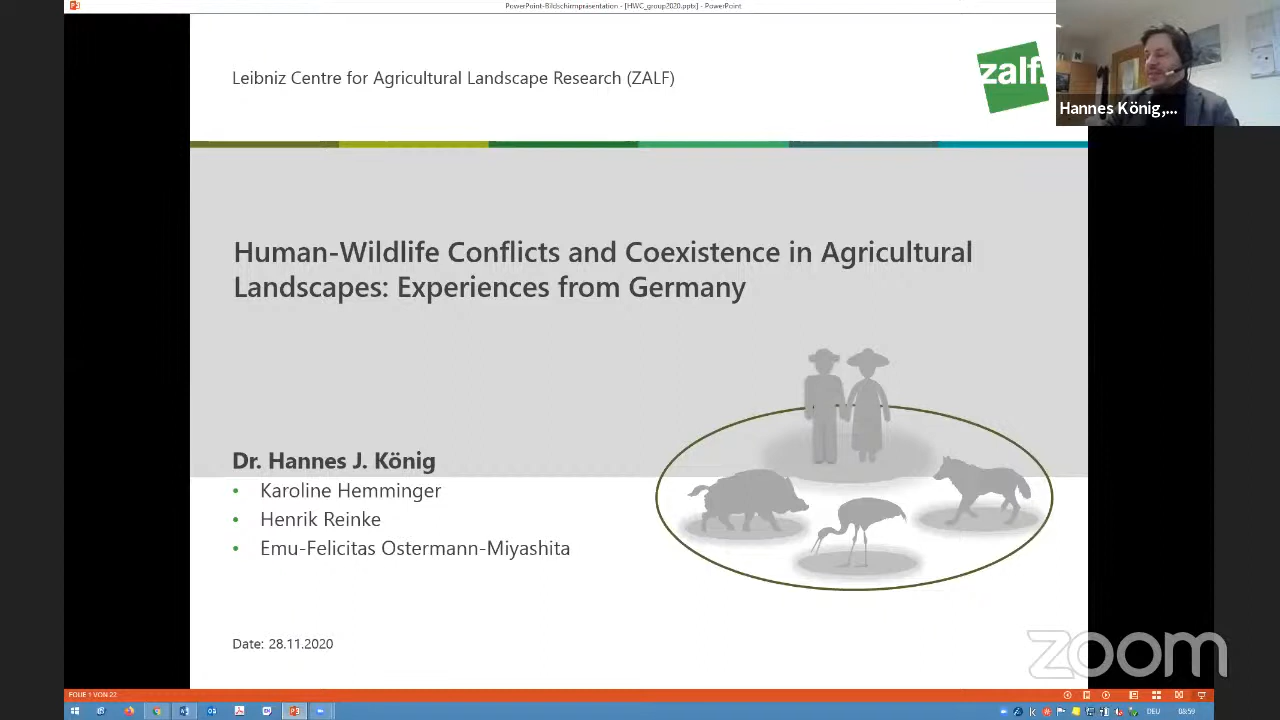 PowerPoint-Bildschirmpräsentation - [HWC_group2020.pptx] - PowerPoint
Leibniz Centre for Agricultural Landscape Research (ZALF)
zalf.
Hannes König,...
Human-Wildlife Conflicts and Coexistence in Agricultural
Landscapes: Experiences from Germany
Dr. Hannes J. König
• Karoline Hemminger
• Henrik Reinke
• Emu-Felicitas Ostermann-Miyashita
Date: 28.11.2020
zoom
FOLIE 1 VON 22
DEU 08:59